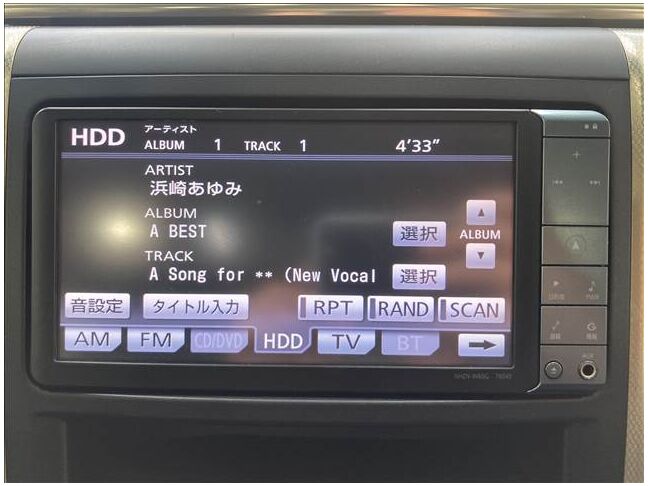 HDD アーティスト
ALBUM 1 TRACK 1 4'33"
ARTIST
浜崎あゆみ
ALBUM
A BEST 選択 ALBUM
TRACK
A Song for ** (New Vocal 選択
音設定 タイトル入力 RPT RAND SCAN
AM FM CD/DVD HDD TV BT
AUX